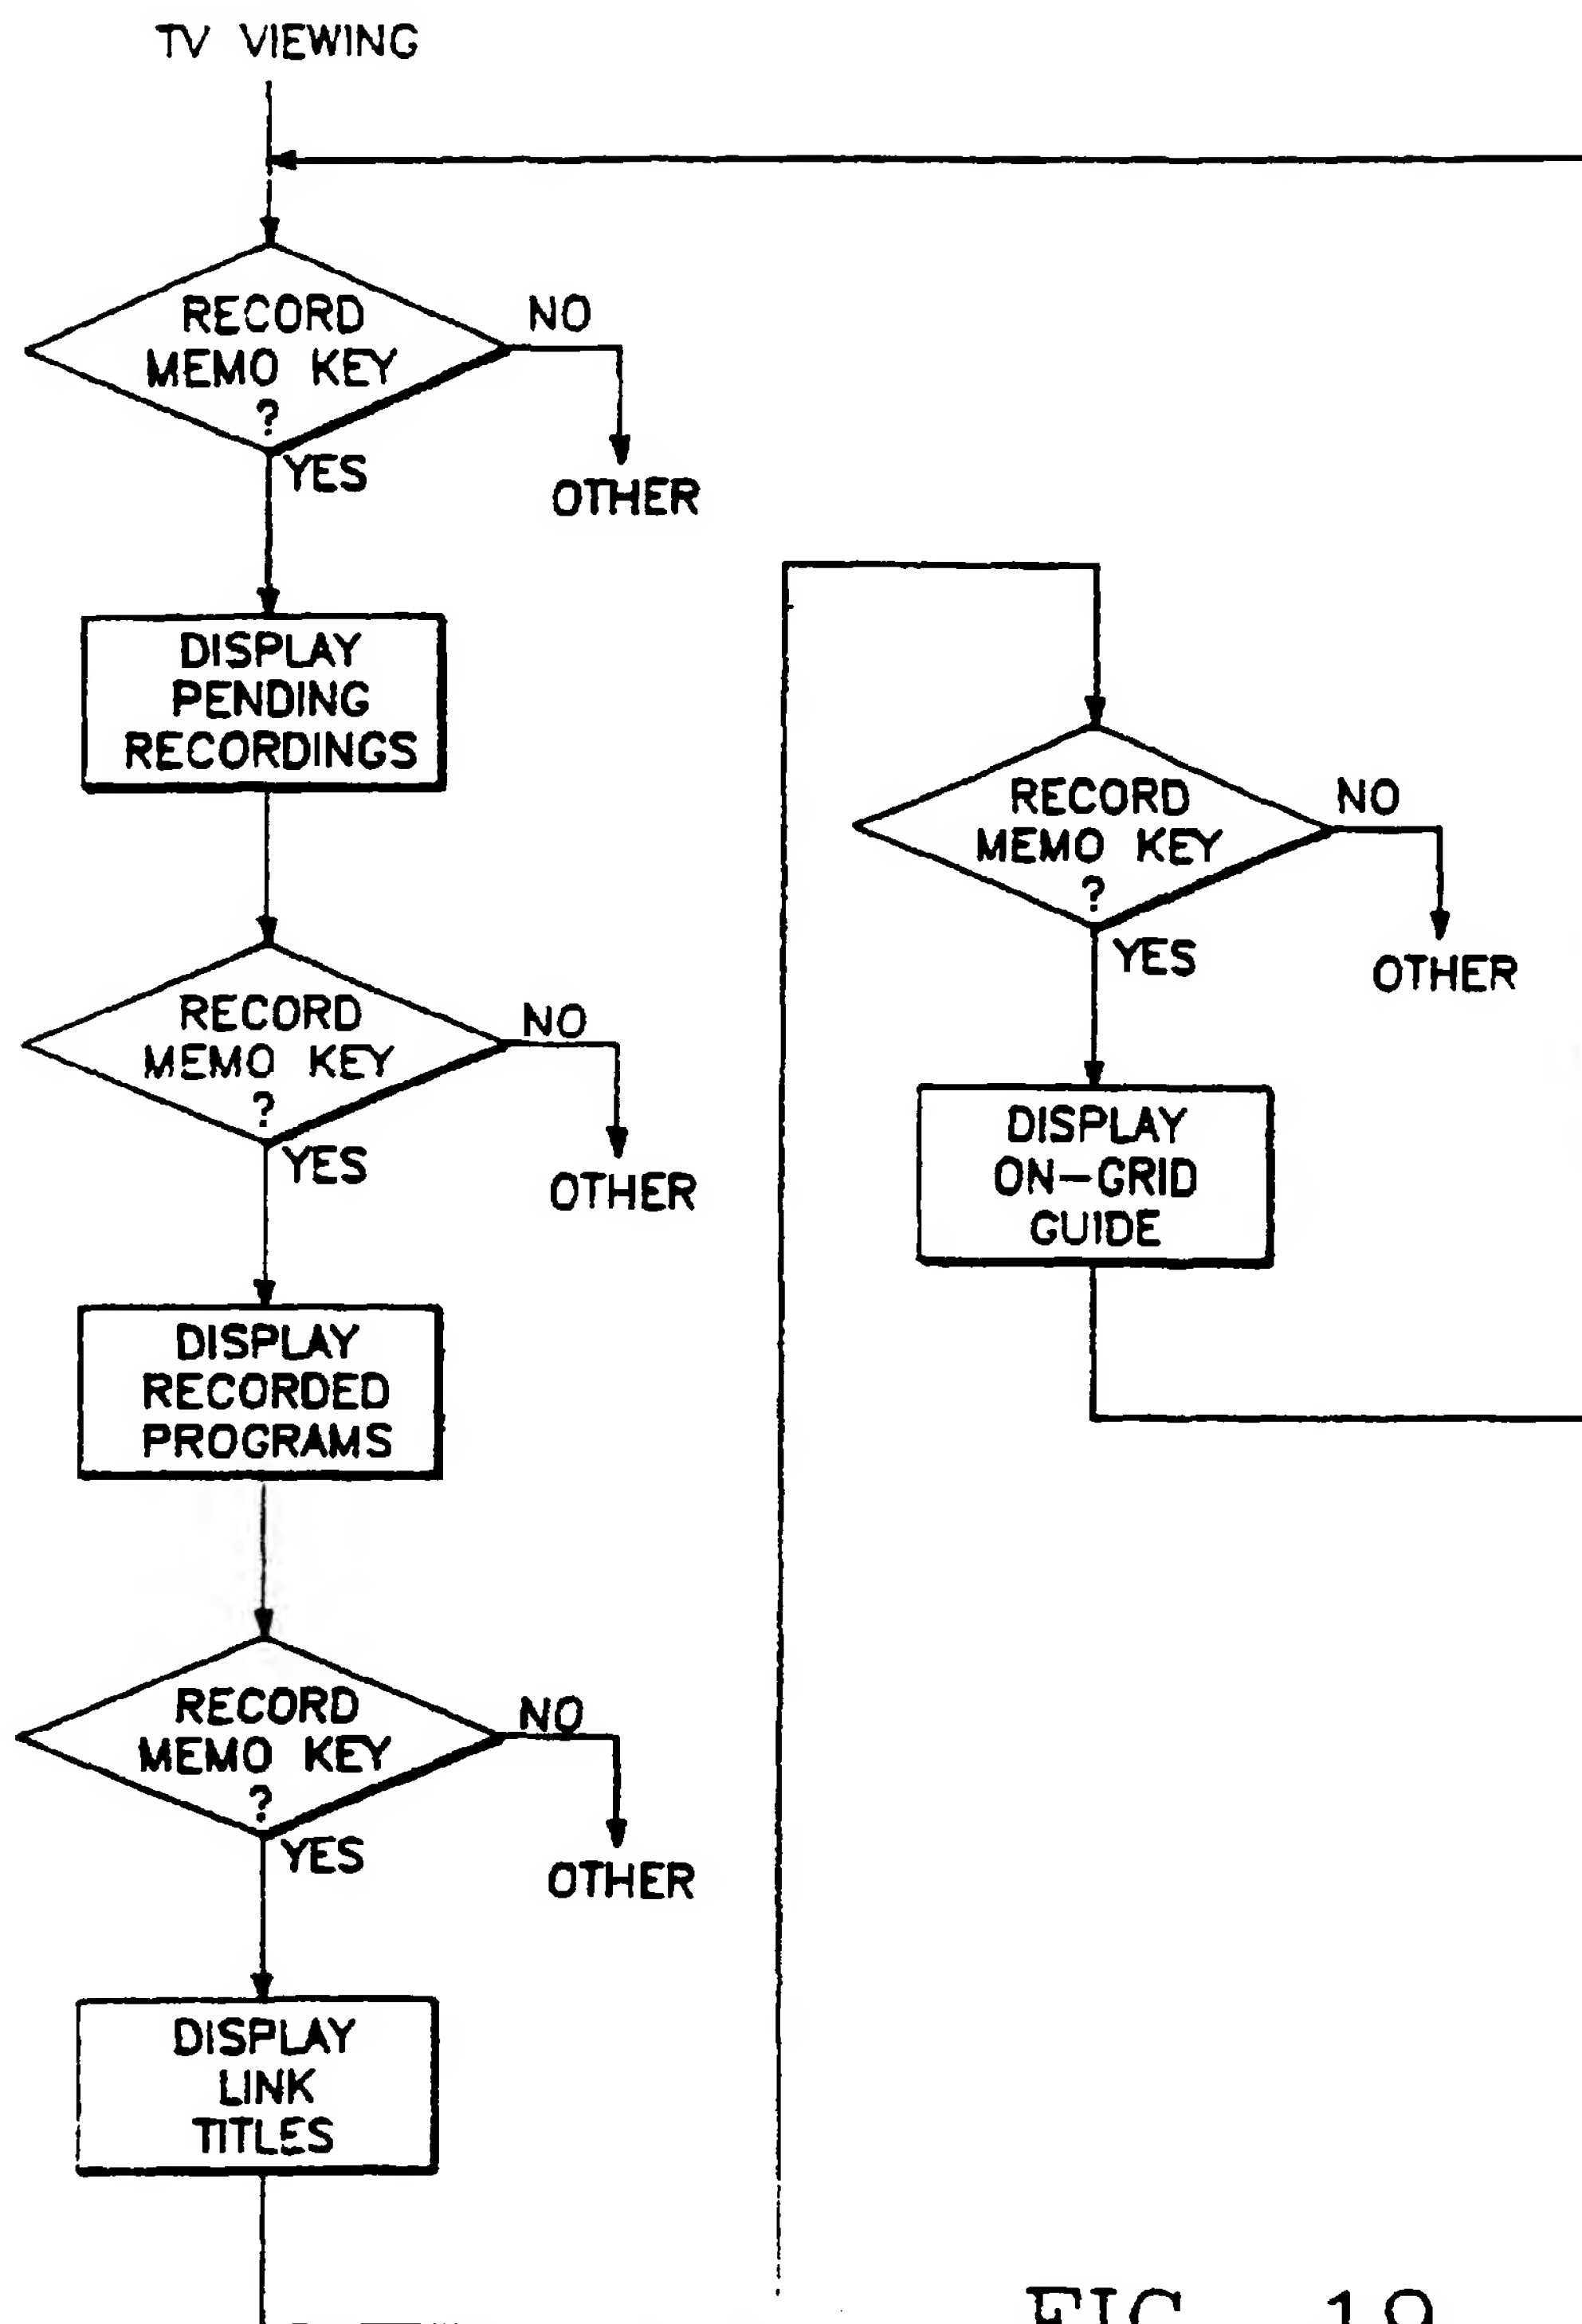 TV VIEWING
RECORD
MEMO KEY
?
NO
YES
OTHER
DISPLAY
PENDING
RECORDINGS
RECORD
MEMO KEY
?
NO
YES
OTHER
DISPLAY
RECORDED
PROGRAMS
RECORD
MEMO KEY
?
NO
YES
OTHER
DISPLAY
LINK
TITLES
RECORD
MEMO KEY
?
NO
YES
OTHER
DISPLAY
ON-GRID
GUIDE
FIG. 19